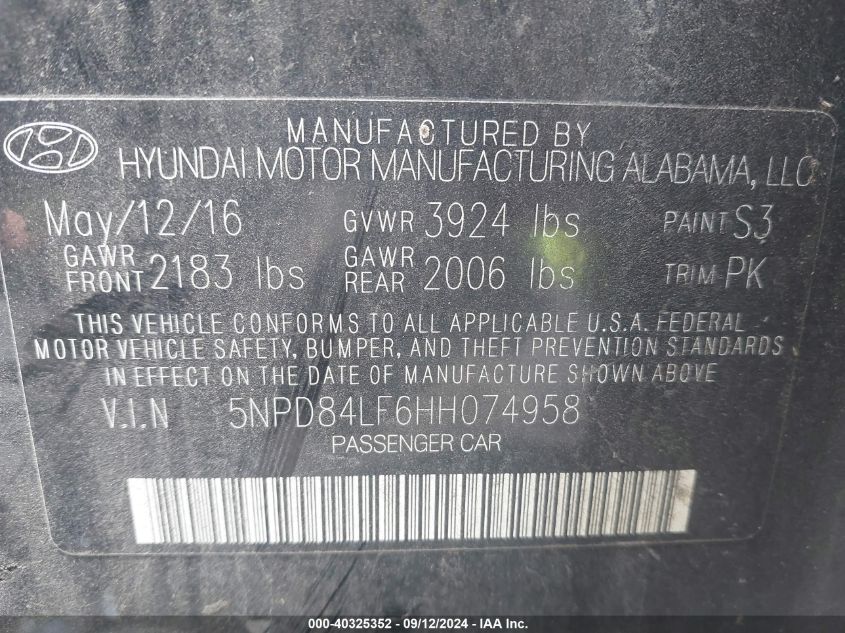 MANUFACTURED BY
HYUNDAI MOTOR MANUFACTURING ALABAMA, LLC
May/12/16 GVWR 3924 lbs PAINT S3
GAWR FRONT 2183 lbs GAWR REAR 2006 lbs TRIM PK
THIS VEHICLE CONFORMS TO ALL APPLICABLE U.S.A. FEDERAL
MOTOR VEHICLE SAFETY, BUMPER, AND THEFT PREVENTION STANDARDS
IN EFFECT ON THE DATE OF MANUFACTURE SHOWN ABOVE
V.I.N 5NPD84LF6HH074958
PASSENGER CAR
000-40325352 - 09/12/2024 - IAA Inc.